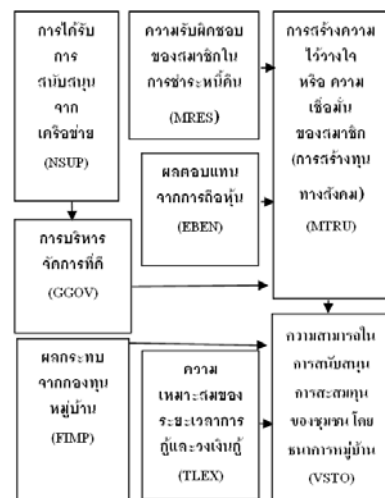 การได้รับ
การ
สนับสนุน
จาก
เครือข่าย
(NSUP)
ความรับผิดชอบ
ของสมาชิกใน
การชำระหนี้คืน
(MRES)
การสร้างความ
ไว้วางใจ
หรือ ความ
เชื่อมั่น
ของสมาชิก
(การสร้างทุน
ทางสังคม)
(MTRU)
ผลตอบแทน
จากการถือหุ้น
(EBEN)
การบริหาร
จัดการที่ดี
(GGOV)
ผลกระทบ
จากกองทุน
หมู่บ้าน
(FIMP)
ความ
เหมาะสมของ
ระยะเวลาการ
กู้และวงเงินกู้
(TLEX)
ความสามารถใน
การสนับสนุน
การสะสมทุน
ของชุมชน โดย
ธนาคารหมู่บ้าน
(VSTO)